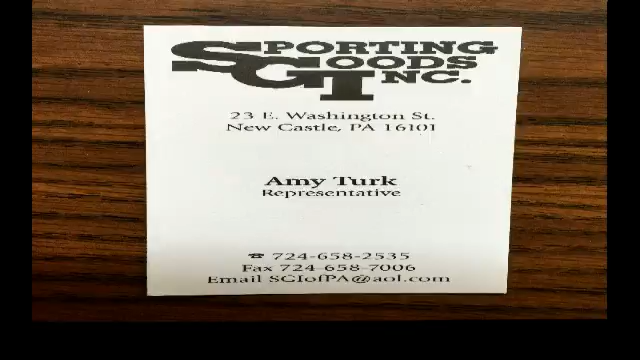 SPORTING
GOODS
INC.
23 E. Washington St.
New Castle, PA 16101
Amy Turk
Representative
☎ 724-658-2535
Fax 724-658-7006
Email SGIofPA@aol.com